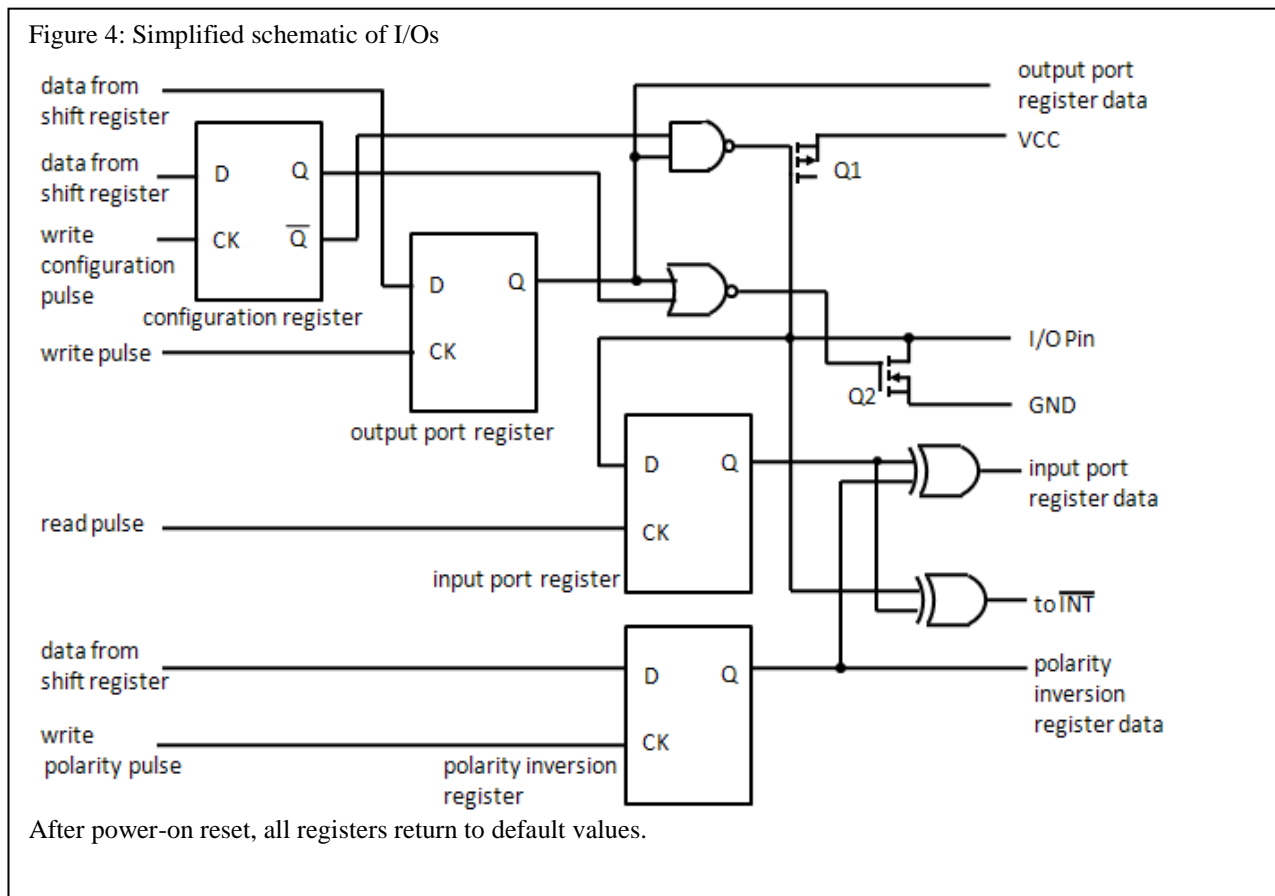 Figure 4: Simplified schematic of I/Os
data from
shift register
output port
register data
VCC
Q1
data from
shift register
D
Q
write
configuration
pulse
CK
Q
configuration register
D
Q
write pulse
CK
output port register
I/O Pin
Q2
GND
D
Q
input port
register data
read pulse
CK
input port register
to INT
data from
shift register
D
Q
polarity
inversion
register data
write
polarity pulse
CK
polarity inversion
register
After power-on reset, all registers return to default values.